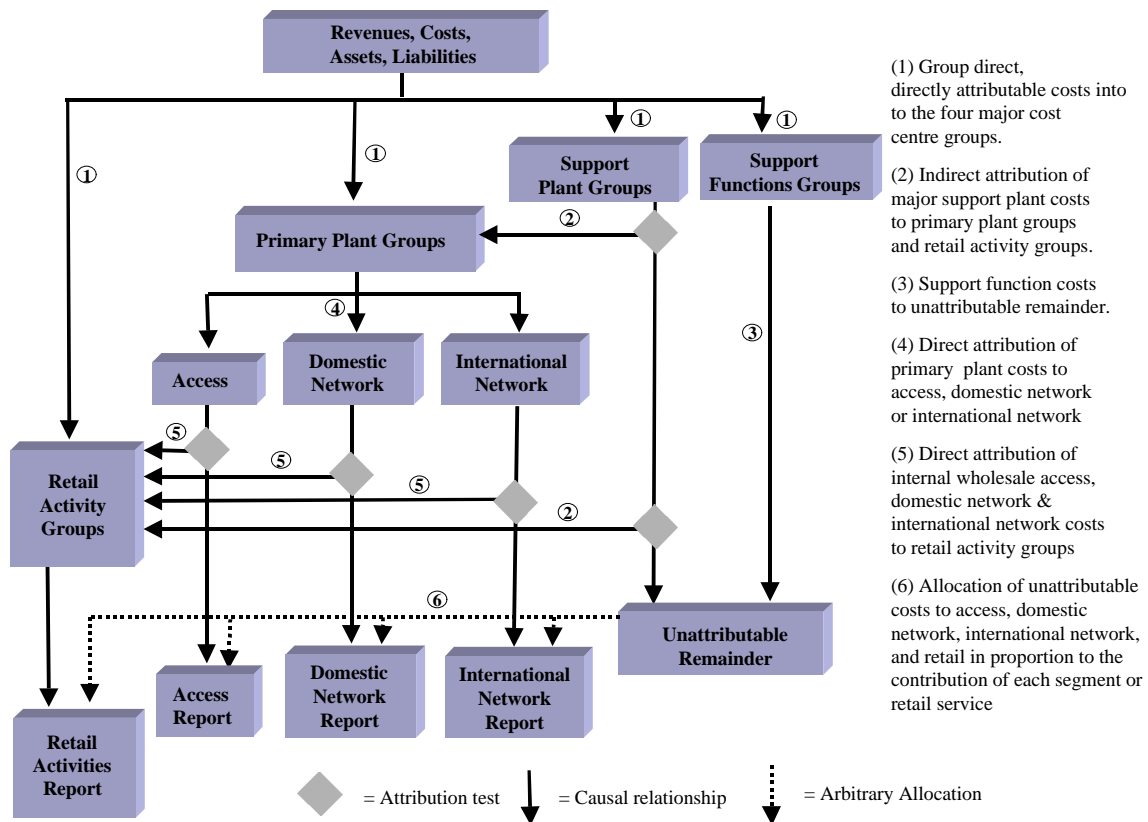 Revenues, Costs,
Assets, Liabilities
①
①
①
①
Support
Plant Groups
Support
Functions Groups
Primary Plant Groups
②
④
③
Access
Domestic
Network
International
Network
⑤
⑤
⑤
②
Retail
Activity
Groups
⑥
Unattributable
Remainder
Access
Report
Domestic
Network
Report
International
Network
Report
Retail
Activities
Report
= Attribution test
= Causal relationship
= Arbitrary Allocation
(1) Group direct,
directly attributable costs into
to the four major cost
centre groups.
(2) Indirect attribution of
major support plant costs
to primary plant groups
and retail activity groups.
(3) Support function costs
to unattributable remainder.
(4) Direct attribution of
primary plant costs to
access, domestic network
or international network
(5) Direct attribution of
internal wholesale access,
domestic network &
international network costs
to retail activity groups
(6) Allocation of unattributable
costs to access, domestic
network, international network,
and retail in proportion to the
contribution of each segment or
retail service